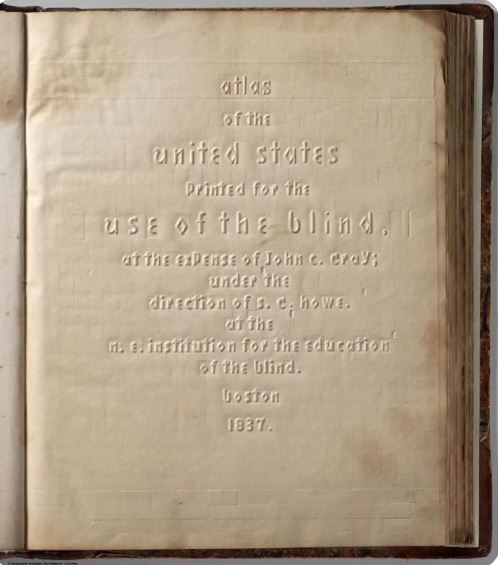 atlas
of the
united states
Printed for the
use of the blind.
at the exPense of John c. cray;
under the
direction of s. c. howe.
at the
n. e. institution for the education
of the blind.
boston
1837.